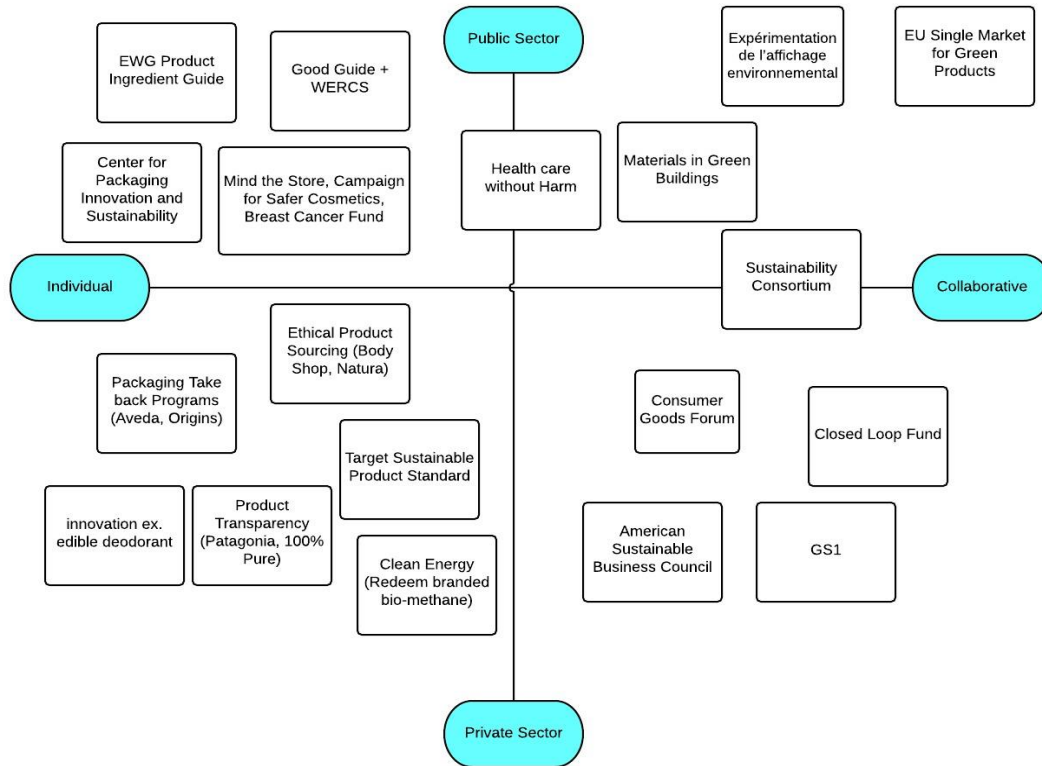 Public Sector
EWG Product
Ingredient Guide
Good Guide +
WERCS
Expérimentation
de l'affichage
environnemental
EU Single Market
for Green
Products
Center for
Packaging
Innovation and
Sustainability
Mind the Store, Campaign
for Safer Cosmetics,
Breast Cancer Fund
Health care
without Harm
Materials in Green
Buildings
Individual
Sustainability
Consortium
Collaborative
Ethical Product
Sourcing (Body
Shop, Natura)
Packaging Take
back Programs
(Aveda, Origins)
Consumer
Goods Forum
Closed Loop Fund
Target Sustainable
Product Standard
innovation ex.
edible deodorant
Product
Transparency
(Patagonia, 100%
Pure)
Clean Energy
(Redeem branded
bio-methane)
American
Sustainable
Business Council
GS1
Private Sector